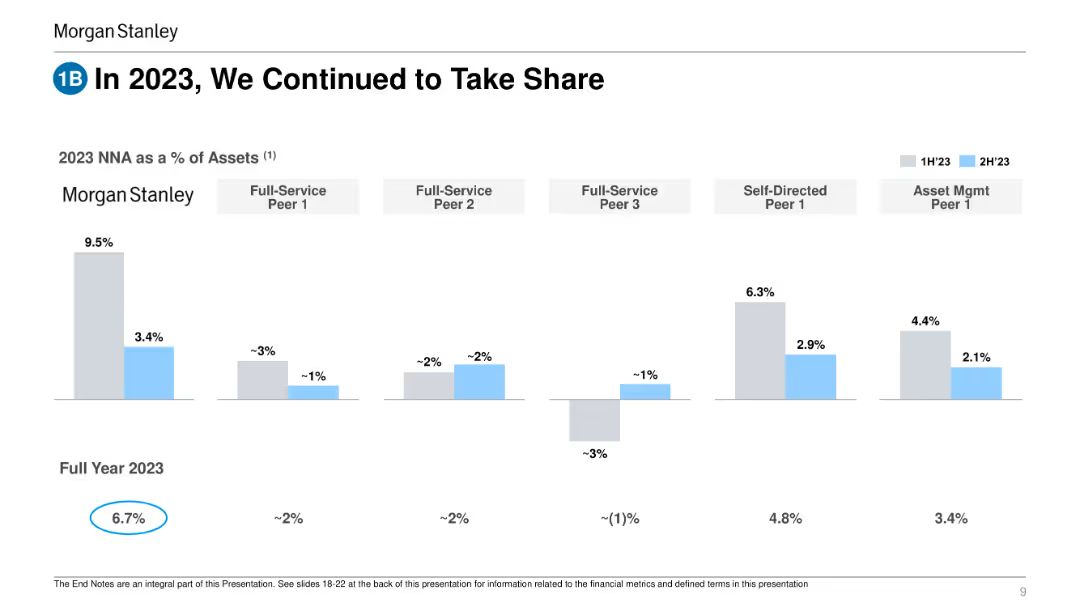 Morgan Stanley
1B In 2023, We Continued to Take Share
2023 NNA as a % of Assets (1)
1H'23 2H'23
Morgan Stanley
Full-Service
Peer 1
Full-Service
Peer 2
Full-Service
Peer 3
Self-Directed
Peer 1
Asset Mgmt
Peer 1
9.5%
3.4%
~3%
~1%
~2%
~2%
~3%
~1%
6.3%
2.9%
4.4%
2.1%
Full Year 2023
6.7% ~2% ~2% ~(1)% 4.8% 3.4%
The End Notes are an integral part of this Presentation. See slides 18-22 at the back of this presentation for information related to the financial metrics and defined terms in this presentation
9